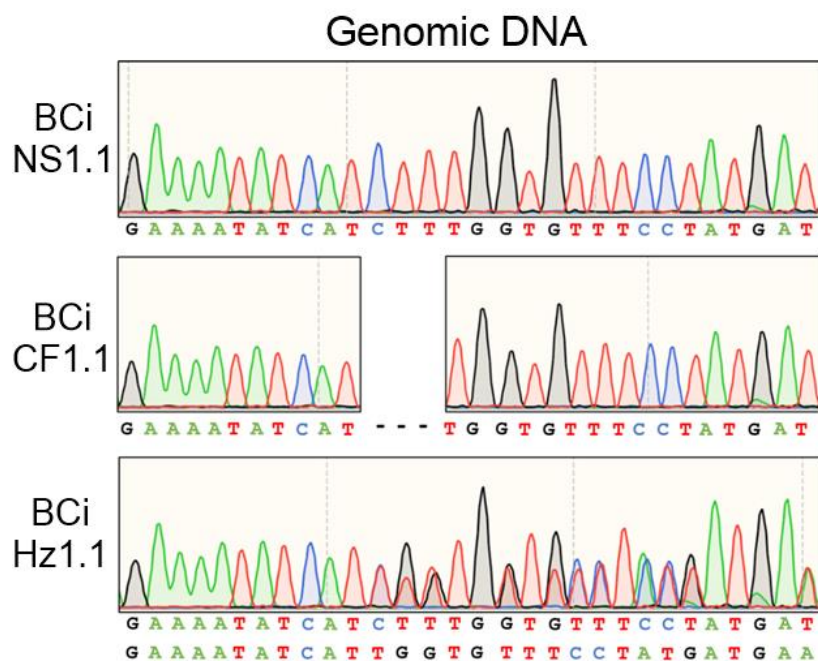 Genomic DNA
BCi
NS1.1
G A A A A T A T C A T C T T T G G T G T T T C C T A T G A T
BCi
CF1.1
G A A A A T A T C A T - - - T G G T G T T T C C T A T G A T
BCi
Hz1.1
G A A A A T A T C A T C T T T G G T G T T T C C T A T G A T
G A A A A T A T C A T T G G T G T T T C C T A T G A T G A A